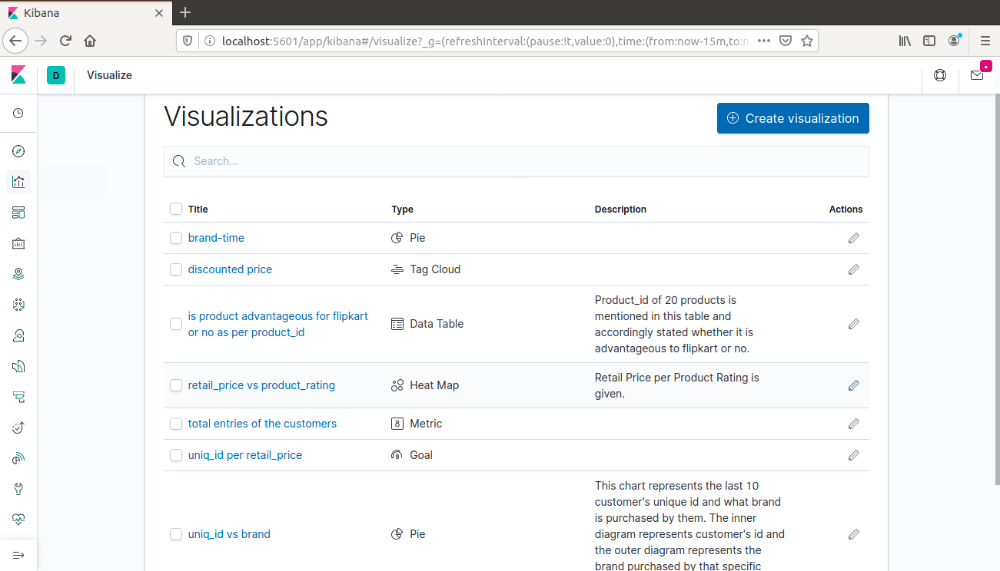 Kibana
localhost:5601/app/kibana#/visualize?_g=(refreshInterval:(pause:!t,value:0),time:(from:now-15m,to:n
D
Visualize
Visualizations
Create visualization
Search...
Title Type Description Actions
brand-time Pie
discounted price Tag Cloud
is product advantageous for flipkart
or no as per product_id
Data Table
Product_id of 20 products is
mentioned in this table and
accordingly stated whether it is
advantageous to flipkart or no.
retail_price vs product_rating
Heat Map
Retail Price per Product Rating is
given.
total entries of the customers 8 Metric
uniq_id per retail_price 8 Goal
uniq_id vs brand
Pie
This chart represents the last 10
customer's unique id and what brand
is purchased by them. The inner
diagram represents customer's id and
the outer diagram represents the
brand purchased by that specific